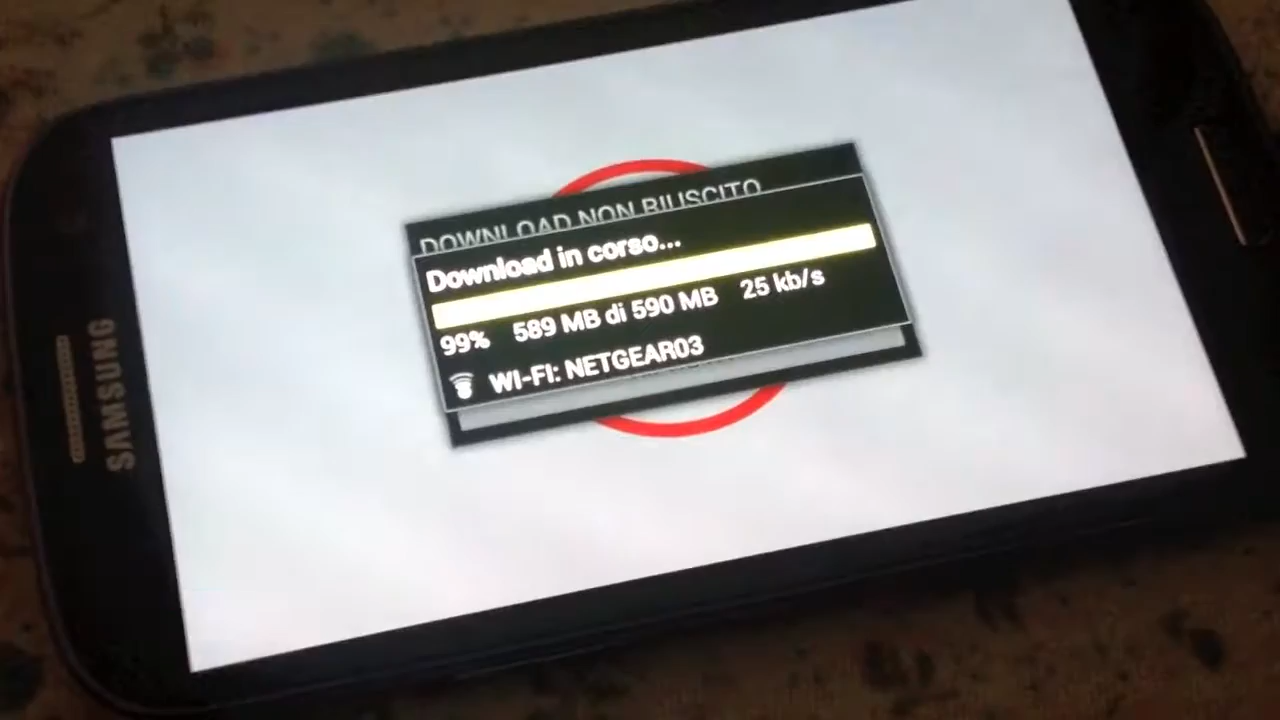 DOWNLOAD NON RIUSCITO
Download in corso...
99% 589 MB di 590 MB 25 kb/s
WI-FI: NETGEAR03
SAMSUNG